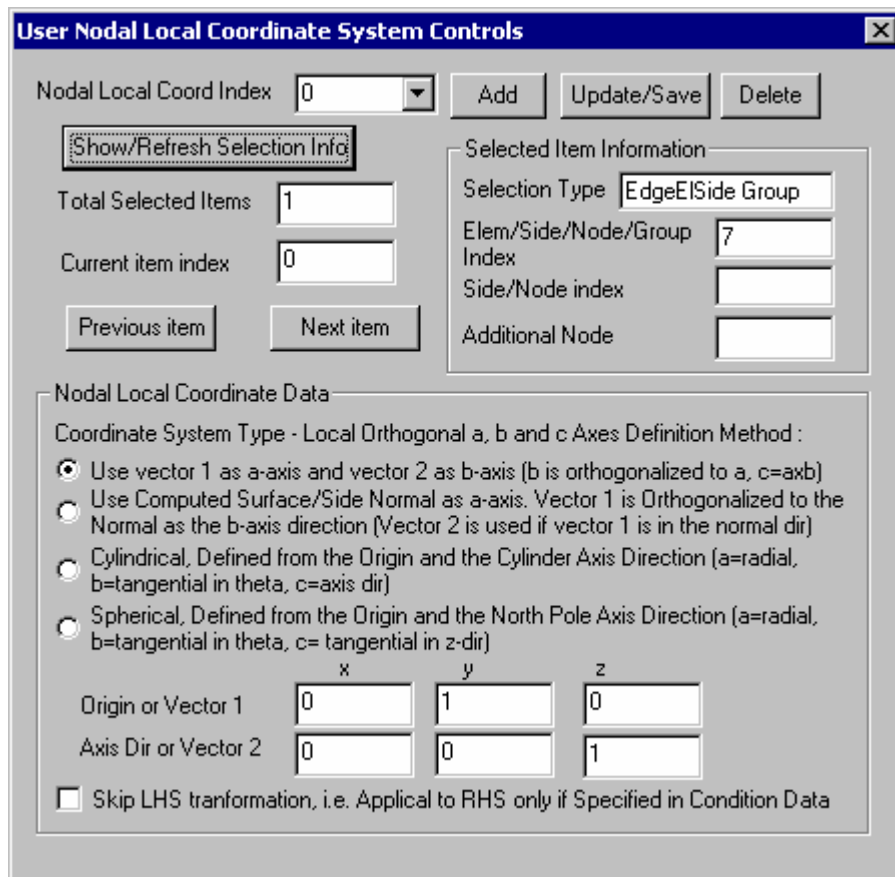 User Nodal Local Coordinate System Controls
Nodal Local Coord Index 0 Add Update/Save Delete
Show/Refresh Selection Info
Selected Item Information
Total Selected Items 1
Selection Type EdgeElSide Group
Elem/Side/Node/Group
Index 7
Current item index 0
Side/Node index
Previous item Next item
Additional Node
Nodal Local Coordinate Data
Coordinate System Type - Local Orthogonal a, b and c Axes Definition Method :
Use vector 1 as a-axis and vector 2 as b-axis (b is orthogonalized to a, c=axb)
Use Computed Surface/Side Normal as a-axis. Vector 1 is Orthogonalized to the
Normal as the b-axis direction (Vector 2 is used if vector 1 is in the normal dir)
Cylindrical, Defined from the Origin and the Cylinder Axis Direction (a=radial,
b=tangential in theta, c=axis dir)
Spherical, Defined from the Origin and the North Pole Axis Direction (a=radial,
b=tangential in theta, c= tangential in z-dir)
x y z
Origin or Vector 1 0 1 0
Axis Dir or Vector 2 0 0 1
Skip LHS tranformation, i.e. Applical to RHS only if Specified in Condition Data